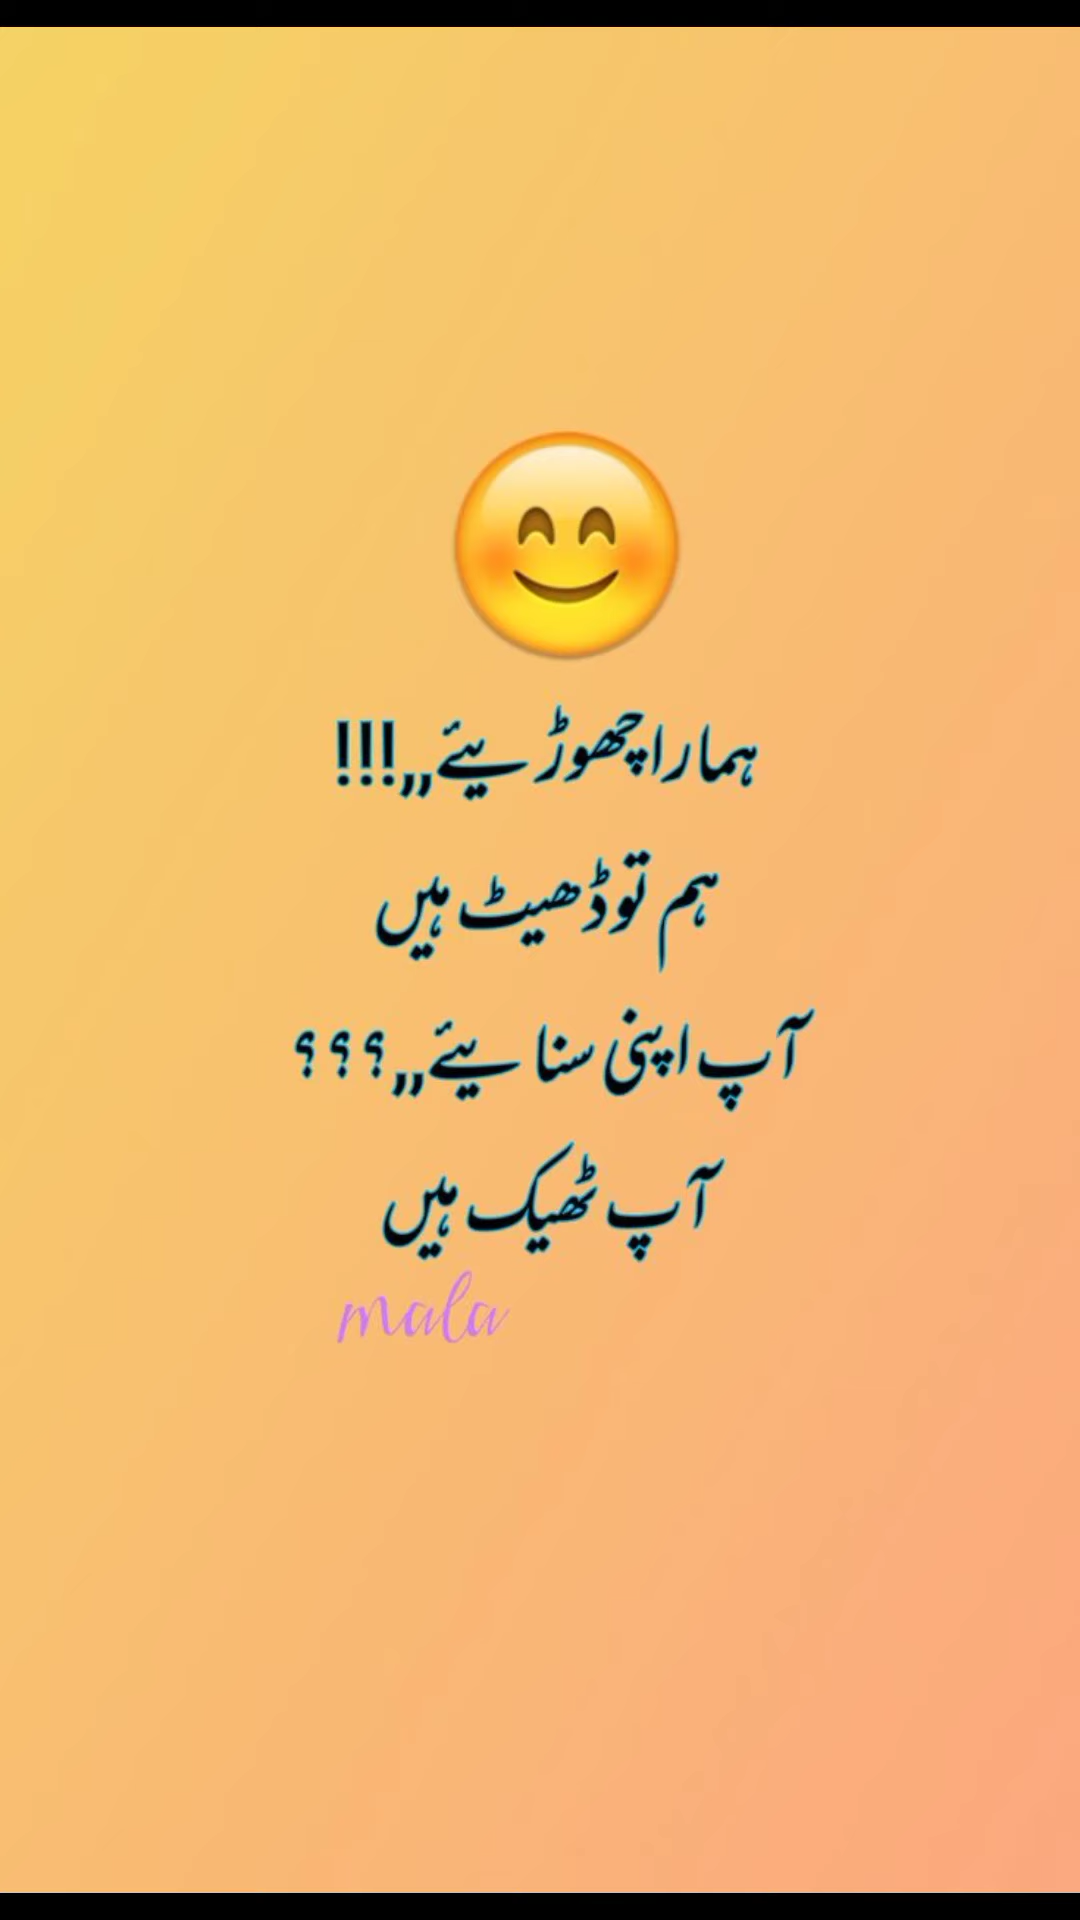 ہمارا چھوڑیئے,,!!!
ہم تو ڈھیٹ ہیں
آپ اپنی سنایئے,,؟؟؟
آپ ٹھیک ہیں
mala